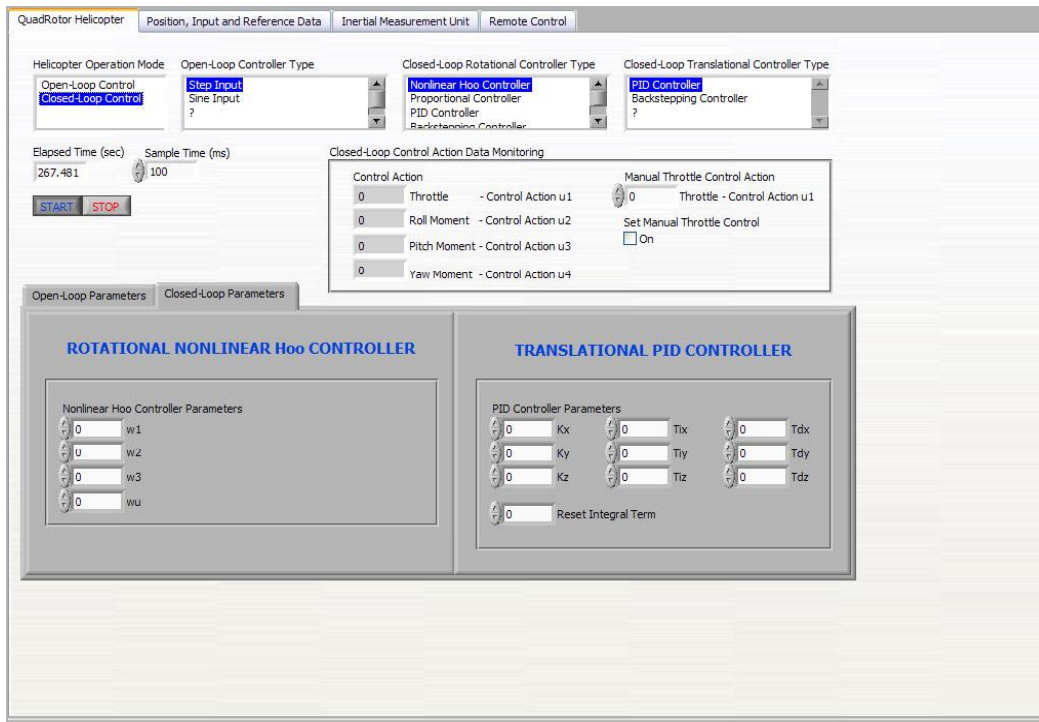 QuadRotor Helicopter Position, Input and Reference Data Inertial Measurement Unit Remote Control
Helicopter Operation Mode Open-Loop Controller Type Closed-Loop Rotational Controller Type Closed-Loop Translational Controller Type
Open-Loop Control Step Input Nonlinear Hoo Controller PID Controller
Closed-Loop Control Sine Input Proportional Controller Backstepping Controller
? PID Controller ?
Backstepping Controller
Elapsed Time (sec) Sample Time (ms) Closed-Loop Control Action Data Monitoring
267.481 100
Control Action Manual Throttle Control Action
0 Throttle - Control Action u1 0 Throttle - Control Action u1
START STOP
0 Roll Moment - Control Action u2 Set Manual Throttle Control
0 Pitch Moment - Control Action u3 On
0 Yaw Moment - Control Action u4
Open-Loop Parameters Closed-Loop Parameters
ROTATIONAL NONLINEAR Hoo CONTROLLER TRANSLATIONAL PID CONTROLLER
Nonlinear Hoo Controller Parameters PID Controller Parameters
0 w1 0 Kx 0 Tix 0 Tdx
0 w2 0 Ky 0 Tiy 0 Tdy
0 w3 0 Kz 0 Tiz 0 Tdz
0 wu 0 Reset Integral Term